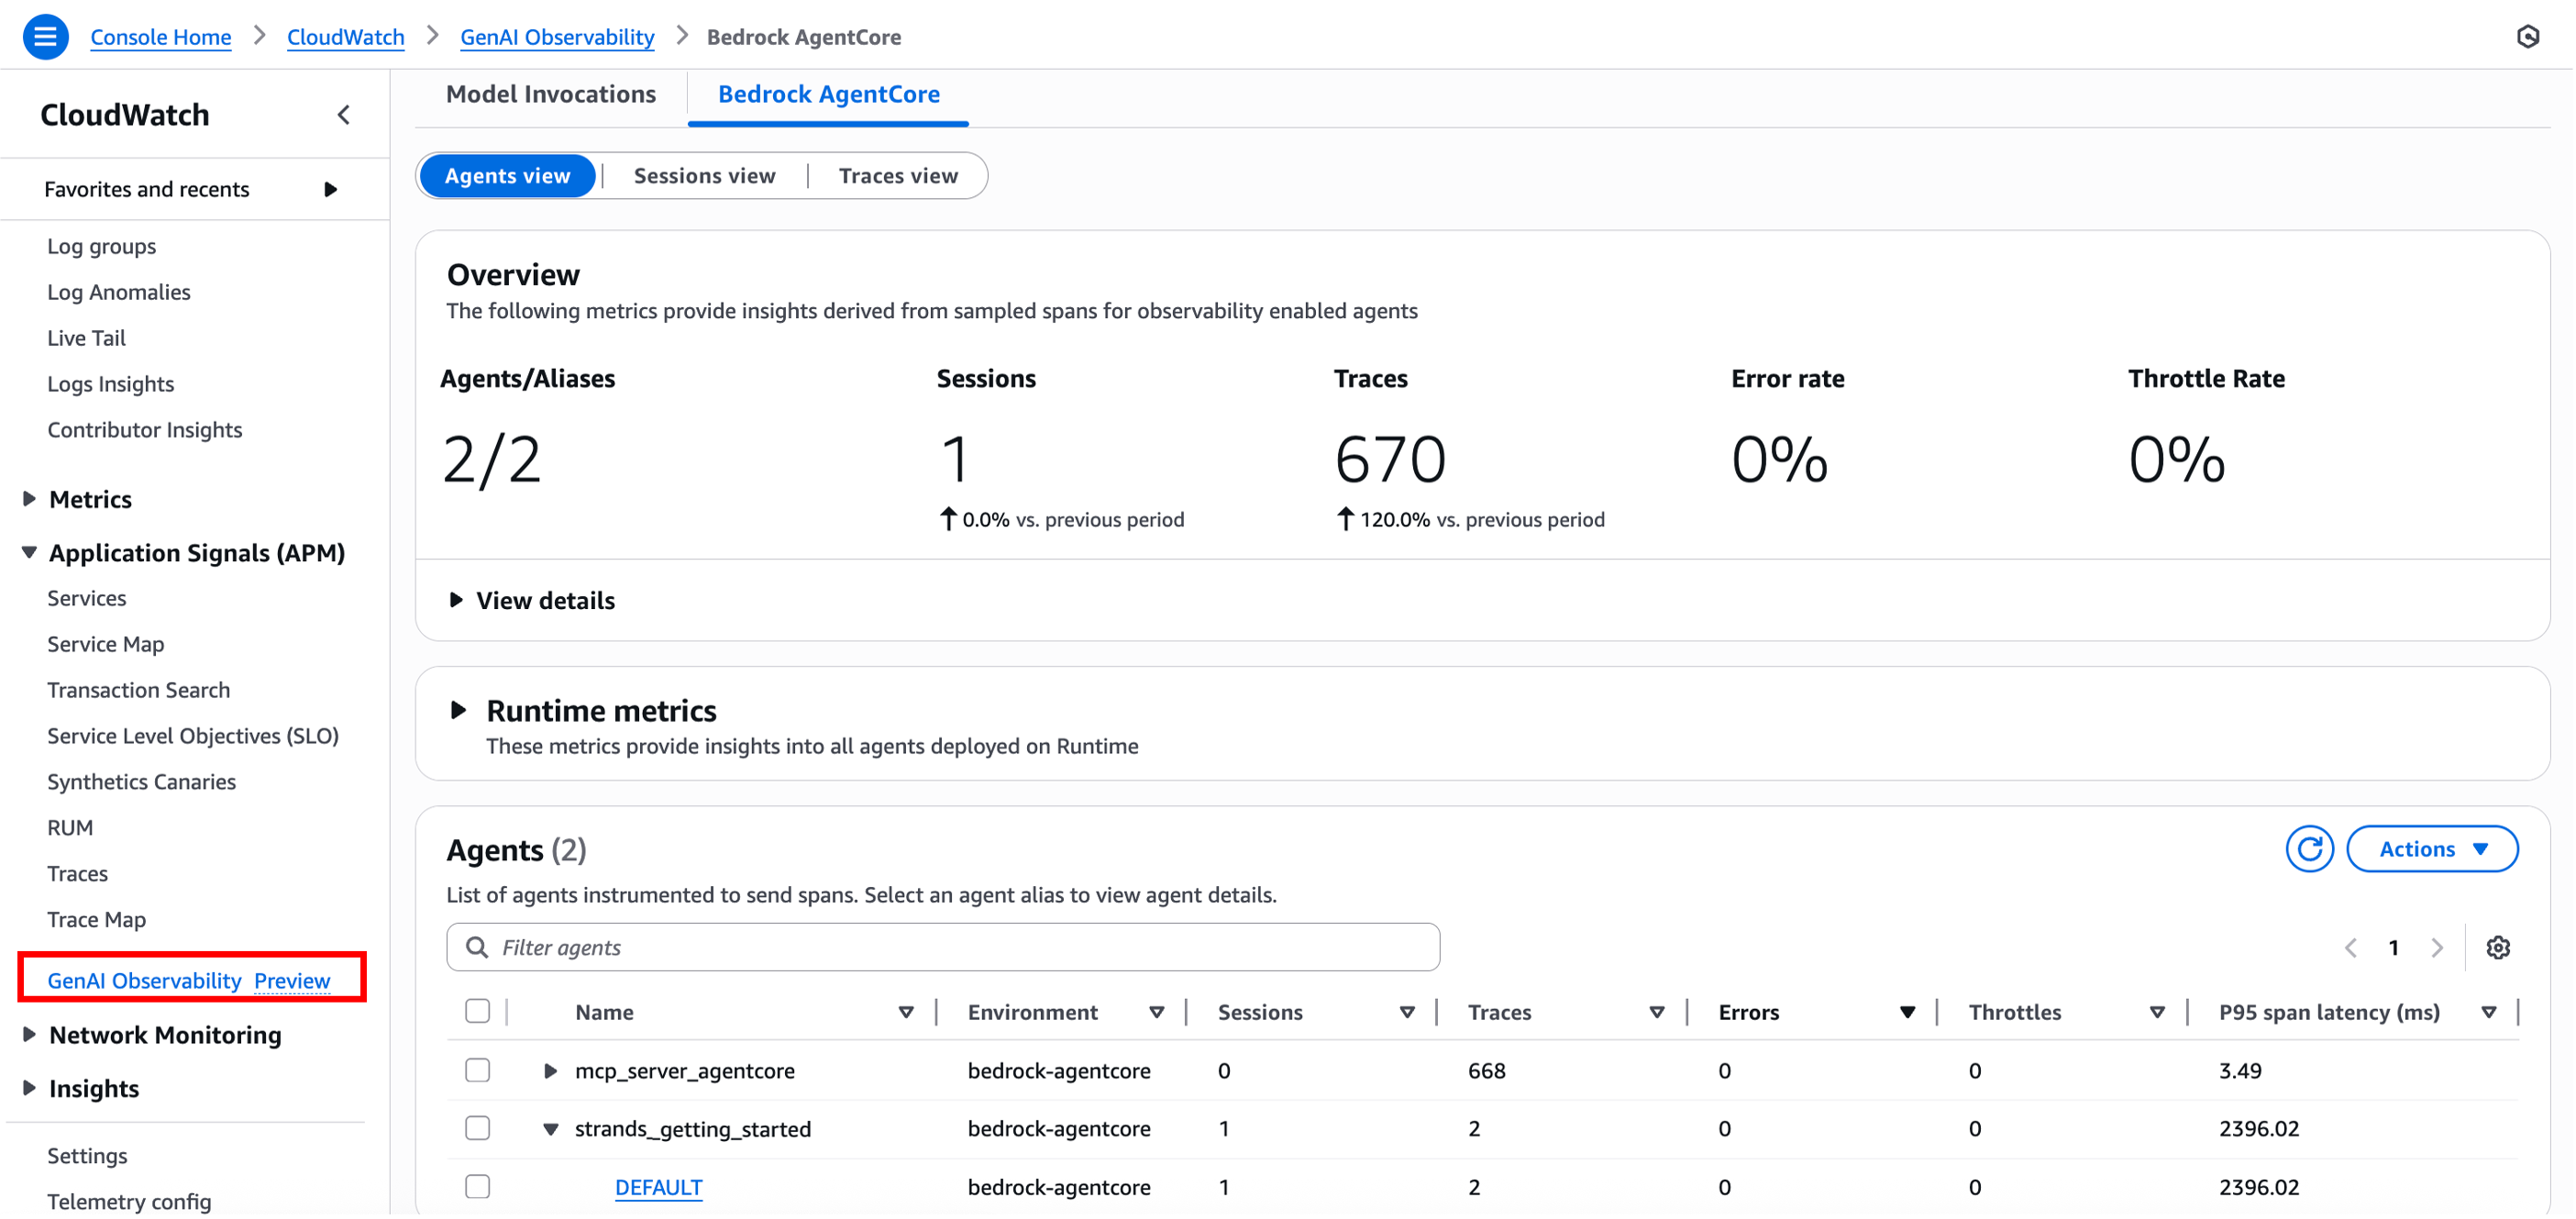 Console Home > CloudWatch > GenAI Observability > Bedrock AgentCore
CloudWatch
Favorites and recents
Log groups
Log Anomalies
Live Tail
Logs Insights
Contributor Insights
Metrics
Application Signals (APM)
Services
Service Map
Transaction Search
Service Level Objectives (SLO)
Synthetics Canaries
RUM
Traces
Trace Map
GenAI Observability Preview
Network Monitoring
Insights
Settings
Telemetry config
Model Invocations Bedrock AgentCore
Agents view | Sessions view | Traces view
Overview
The following metrics provide insights derived from sampled spans for observability enabled agents
Agents/Aliases Sessions Traces Error rate Throttle Rate
2/2 1 670 0% 0%
↑ 0.0% vs. previous period ↑ 120.0% vs. previous period
View details
Runtime metrics
These metrics provide insights into all agents deployed on Runtime
Agents (2)
Actions
List of agents instrumented to send spans. Select an agent alias to view agent details.
Filter agents
< 1 >
Name Environment Sessions Traces Errors Throttles P95 span latency (ms)
mcp_server_agentcore bedrock-agentcore 0 668 0 0 3.49
strands_getting_started bedrock-agentcore 1 2 0 0 2396.02
DEFAULT bedrock-agentcore 1 2 0 0 2396.02